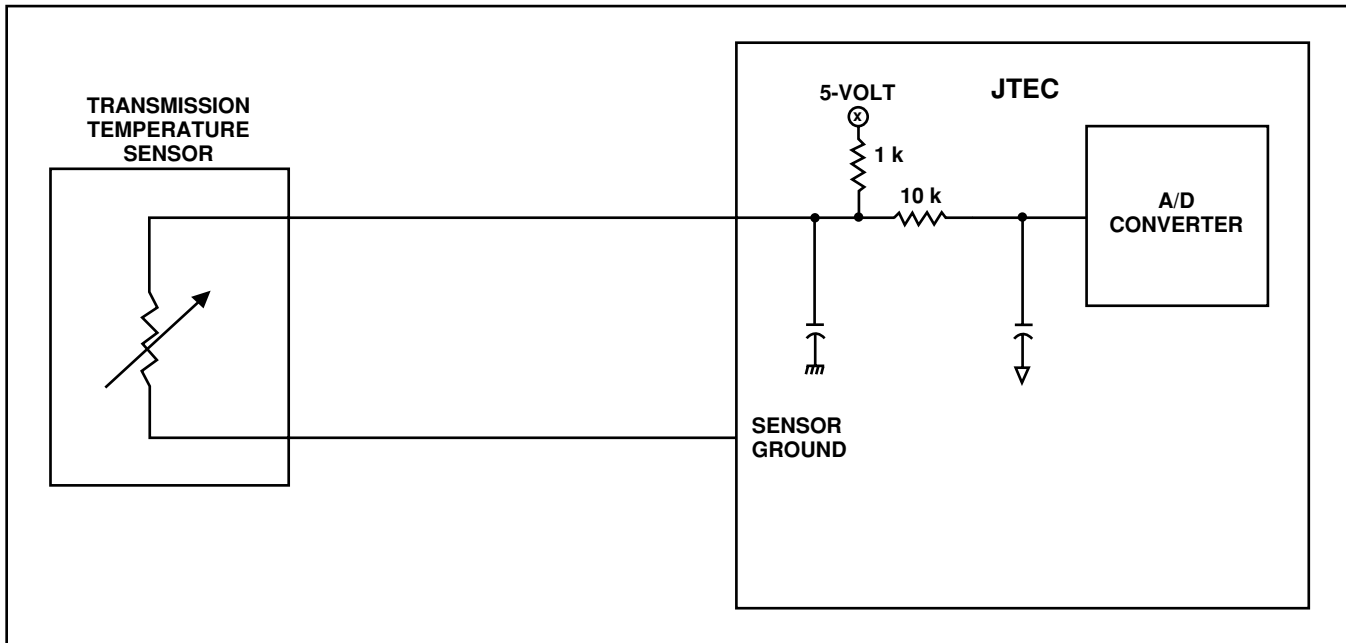 TRANSMISSION
TEMPERATURE
SENSOR
5-VOLT
x
JTEC
1 k
10 k
A/D
CONVERTER
SENSOR
GROUND